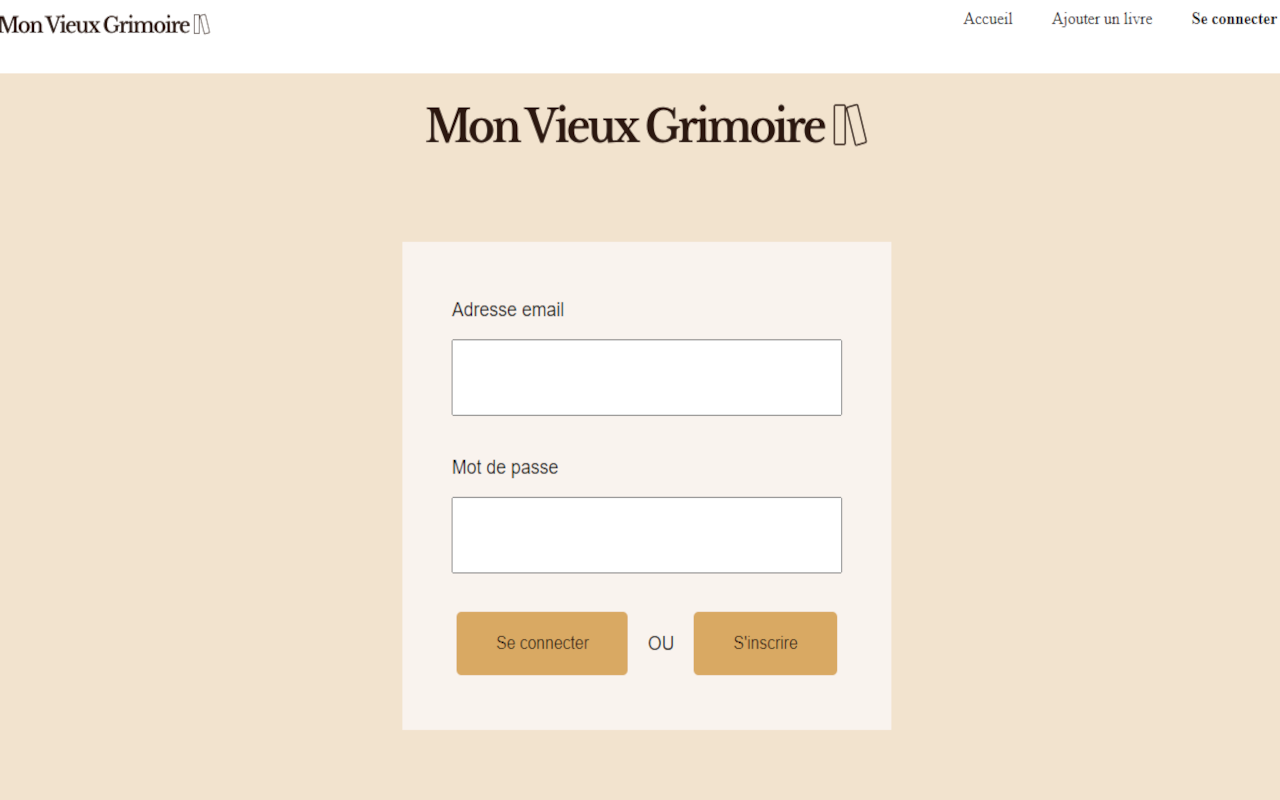 Mon Vieux Grimoire
Accueil Ajouter un livre Se connecter
Mon Vieux Grimoire
Adresse email
Mot de passe
Se connecter OU S'inscrire